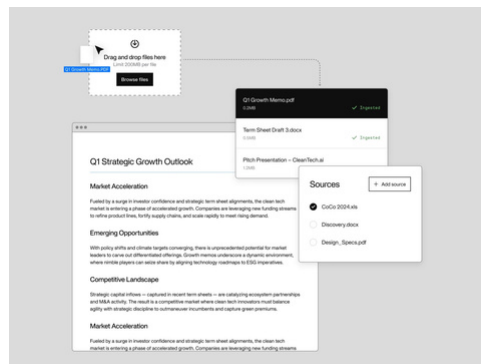 Drag and drop files here
Limit 200MB per file
Browse files
Q1 Growth Memo.PDF
Q1 Growth Memo.pdf
0.2MB
Ingested
Term Sheet Draft 3.docx
Ingested
Pitch Presentation – CleanTech.ai
Sources
+ Add source
CoCo 2024.xls
Discovery.docx
Design_Specs.pdf
Q1 Strategic Growth Outlook
Market Acceleration
Fueled by a surge in investor confidence and strategic term sheet alignments, the clean tech
market is entering a phase of accelerated growth. Companies are leveraging new funding streams
to refine product lines, fortify supply chains, and scale rapidly to meet rising demand.
Emerging Opportunities
With policy shifts and climate targets converging, there is unprecedented potential for market
leaders to carve out differentiated offerings. Growth memos underscore a dynamic environment,
where nimble players can seize share by aligning technology roadmaps to ESG imperatives.
Competitive Landscape
Strategic capital inflows — captured in recent term sheets — are catalyzing ecosystem partnerships
and M&A activity. The result is a competitive market where clean tech innovators must balance
agility with strategic discipline to outmaneuver incumbents and capture green premiums.
Market Acceleration
Fueled by a surge in investor confidence and strategic term sheet alignments, the clean tech
market is entering a phase of accelerated growth. Companies are leveraging new funding streams